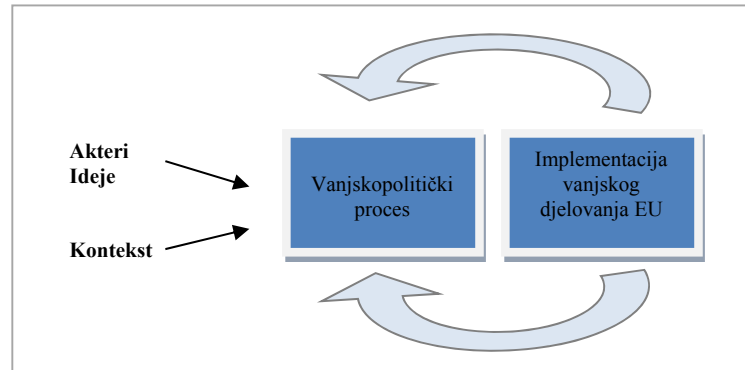 Akteri
Ideje
Kontekst
Vanjskopolitički
proces
Implementacija
vanjskog
djelovanja EU